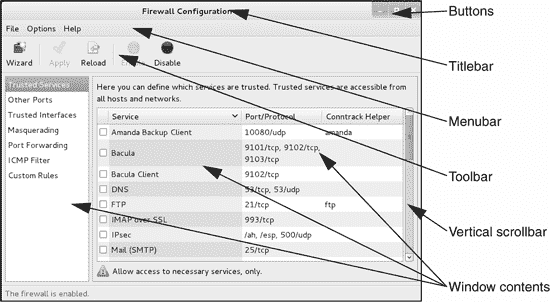 Firewall Configuration
Buttons
File Options Help
Titlebar
Wizard Apply Reload Disable
Menubar
Trusted Services
Other Ports
Trusted Interfaces
Masquerading
Port Forwarding
ICMP Filter
Custom Rules
Here you can define which services are trusted. Trusted services are accessible from
all hosts and networks.
Service Port/Protocol Conntrack Helper
Amanda Backup Client 10080/udp amanda
Bacula 9101/tcp, 9102/tcp,
9103/tcp
Bacula Client 9102/tcp
DNS 53/tcp, 53/udp
FTP 21/tcp ftp
IMAP over SSL 993/tcp
IPsec /ah, /esp, 500/udp
Mail (SMTP) 25/tcp
Allow access to necessary services, only.
The firewall is enabled.
Toolbar
Vertical scrollbar
Window contents